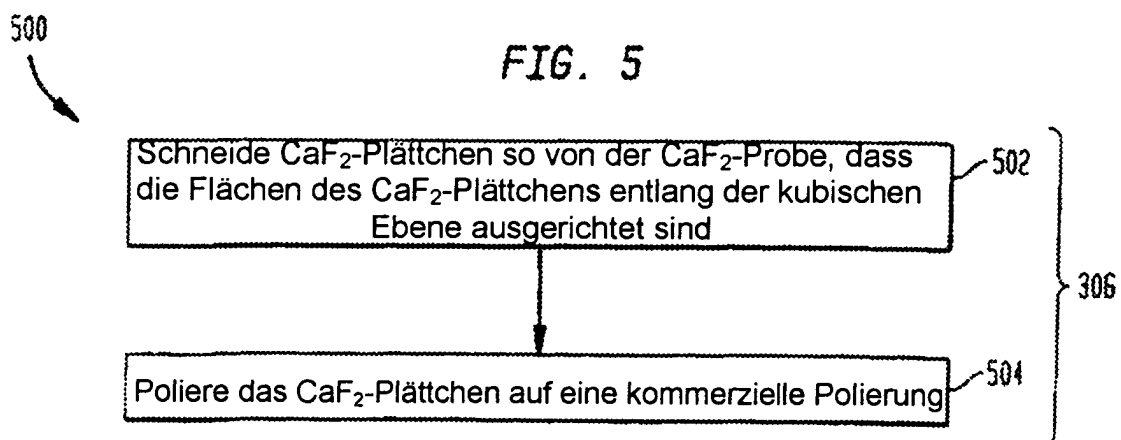 500
FIG. 5
Schneide CaF₂-Plättchen so von der CaF₂-Probe, dass
die Flächen des CaF₂-Plättchens entlang der kubischen
Ebene ausgerichtet sind
502
306
Poliere das CaF₂-Plättchen auf eine kommerzielle Polierung
504